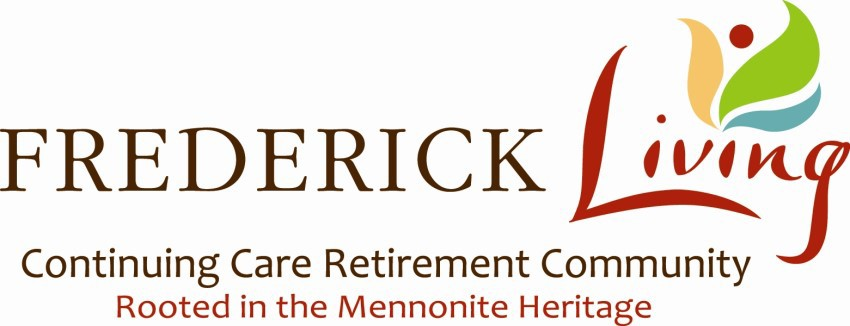 FREDERICK Living
Continuing Care Retirement Community
Rooted in the Mennonite Heritage